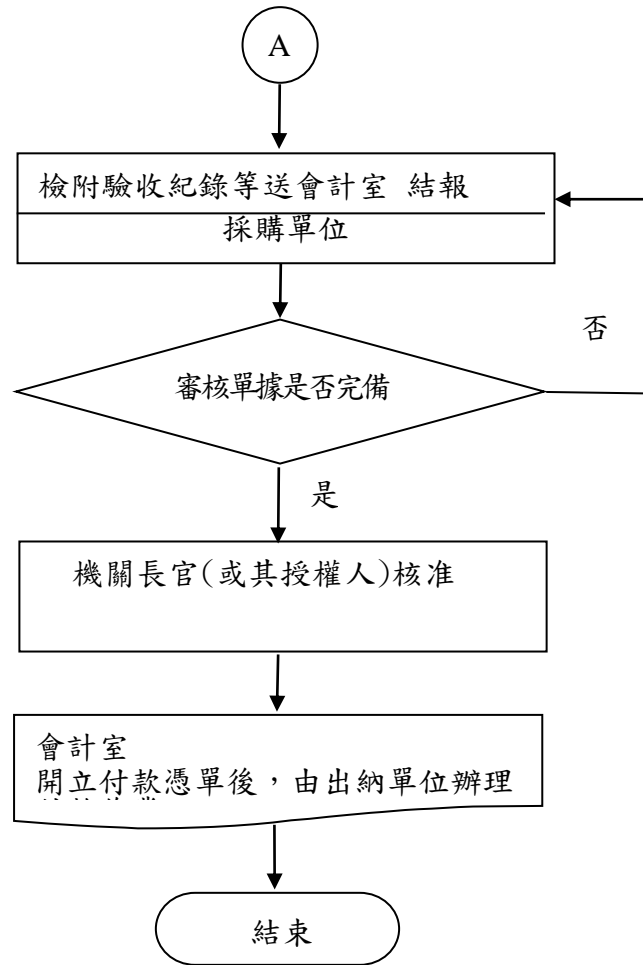 A
檢附驗收紀錄等送會計室 結報
採購單位
否
審核單據是否完備
是
機關長官(或其授權人)核准
會計室
開立付款憑單後，由出納單位辦理
結束